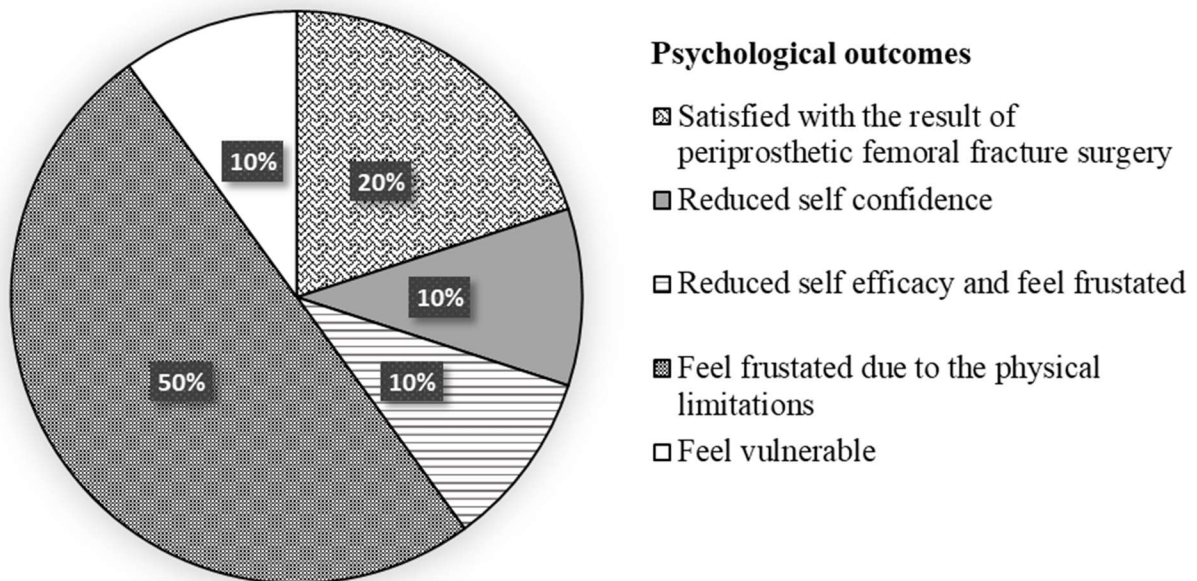 Psychological outcomes
Satisfied with the result of
periprosthetic femoral fracture surgery
Reduced self confidence
Reduced self efficacy and feel frustated
Feel frustated due to the physical
limitations
Feel vulnerable
10%
20%
10%
10%
50%